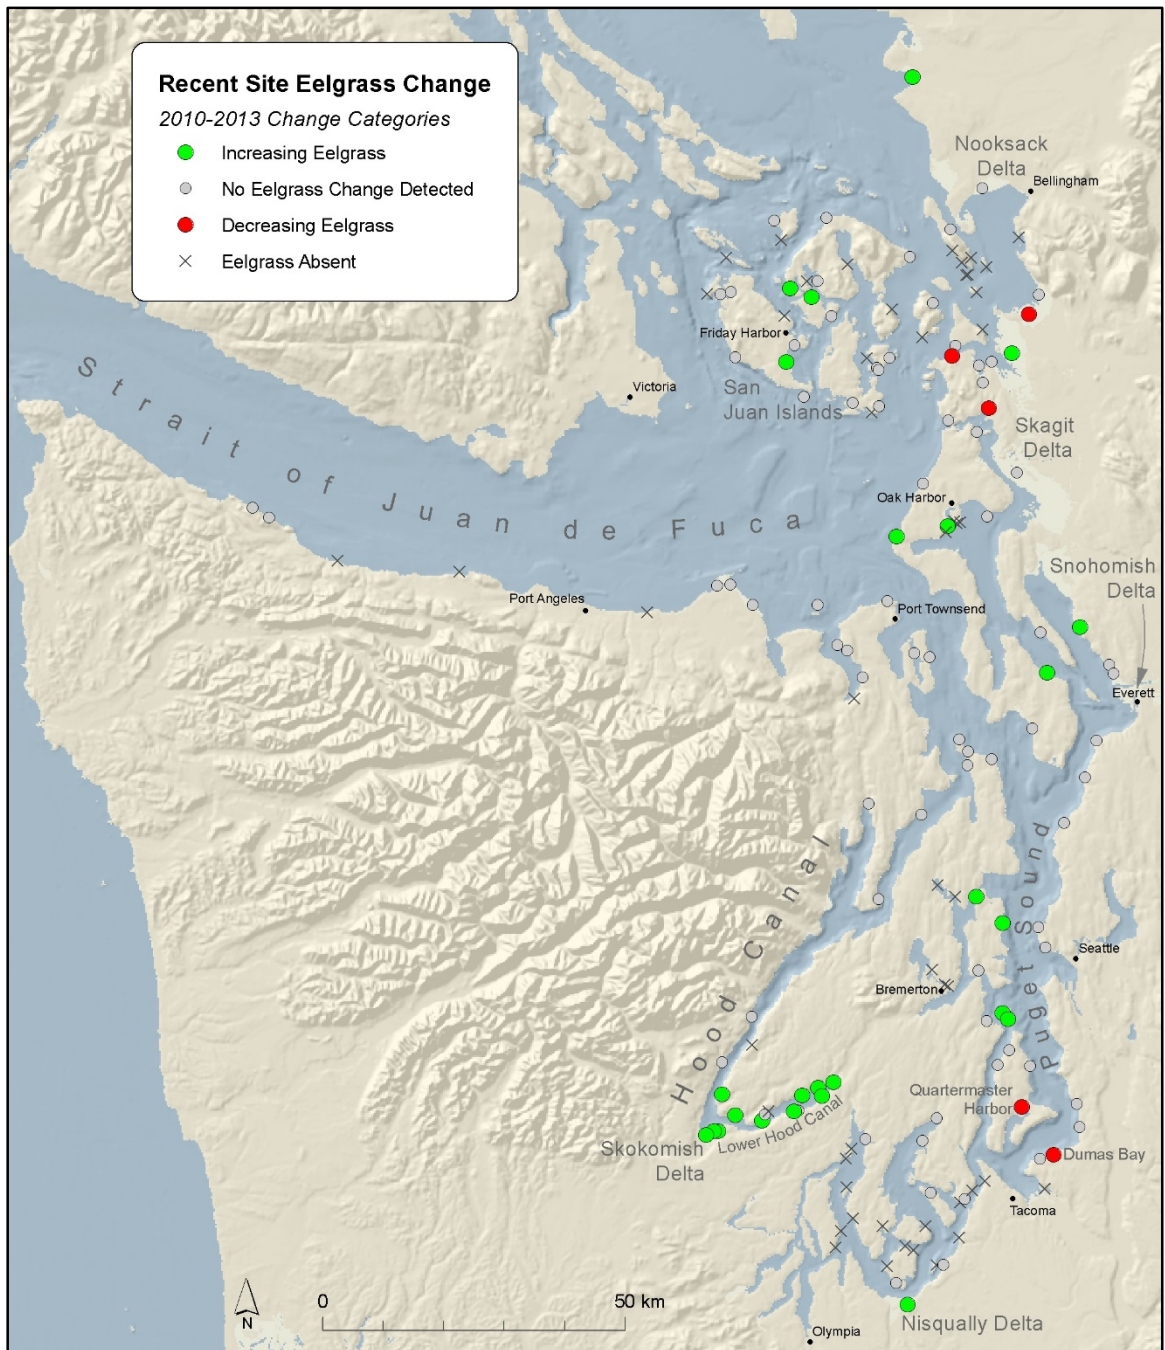 Recent Site Eelgrass Change
2010-2013 Change Categories
Increasing Eelgrass
No Eelgrass Change Detected
Decreasing Eelgrass
Eelgrass Absent
Nooksack
Delta
Bellingham
Friday Harbor
Victoria
San
Juan Islands
Skagit
Delta
Strait of Juan de Fuca
Oak Harbor
Snohomish
Delta
Port Angeles
Port Townsend
Everett
Hood Canal
Puget Sound
Seattle
Bremerton
Quartermaster
Harbor
Lower Hood Canal
Skokomish
Delta
Dumas Bay
Tacoma
N
0
50 km
Nisqually Delta
Olympia